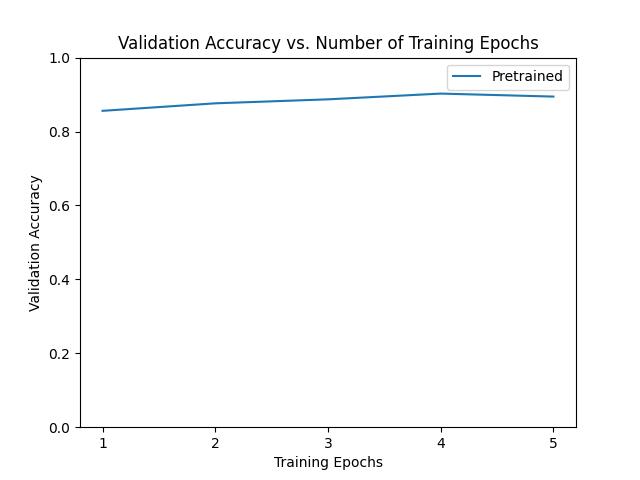 Validation Accuracy vs. Number of Training Epochs
Pretrained
1.0
0.8
0.6
0.4
0.2
0.0
Validation Accuracy
1 2 3 4 5
Training Epochs